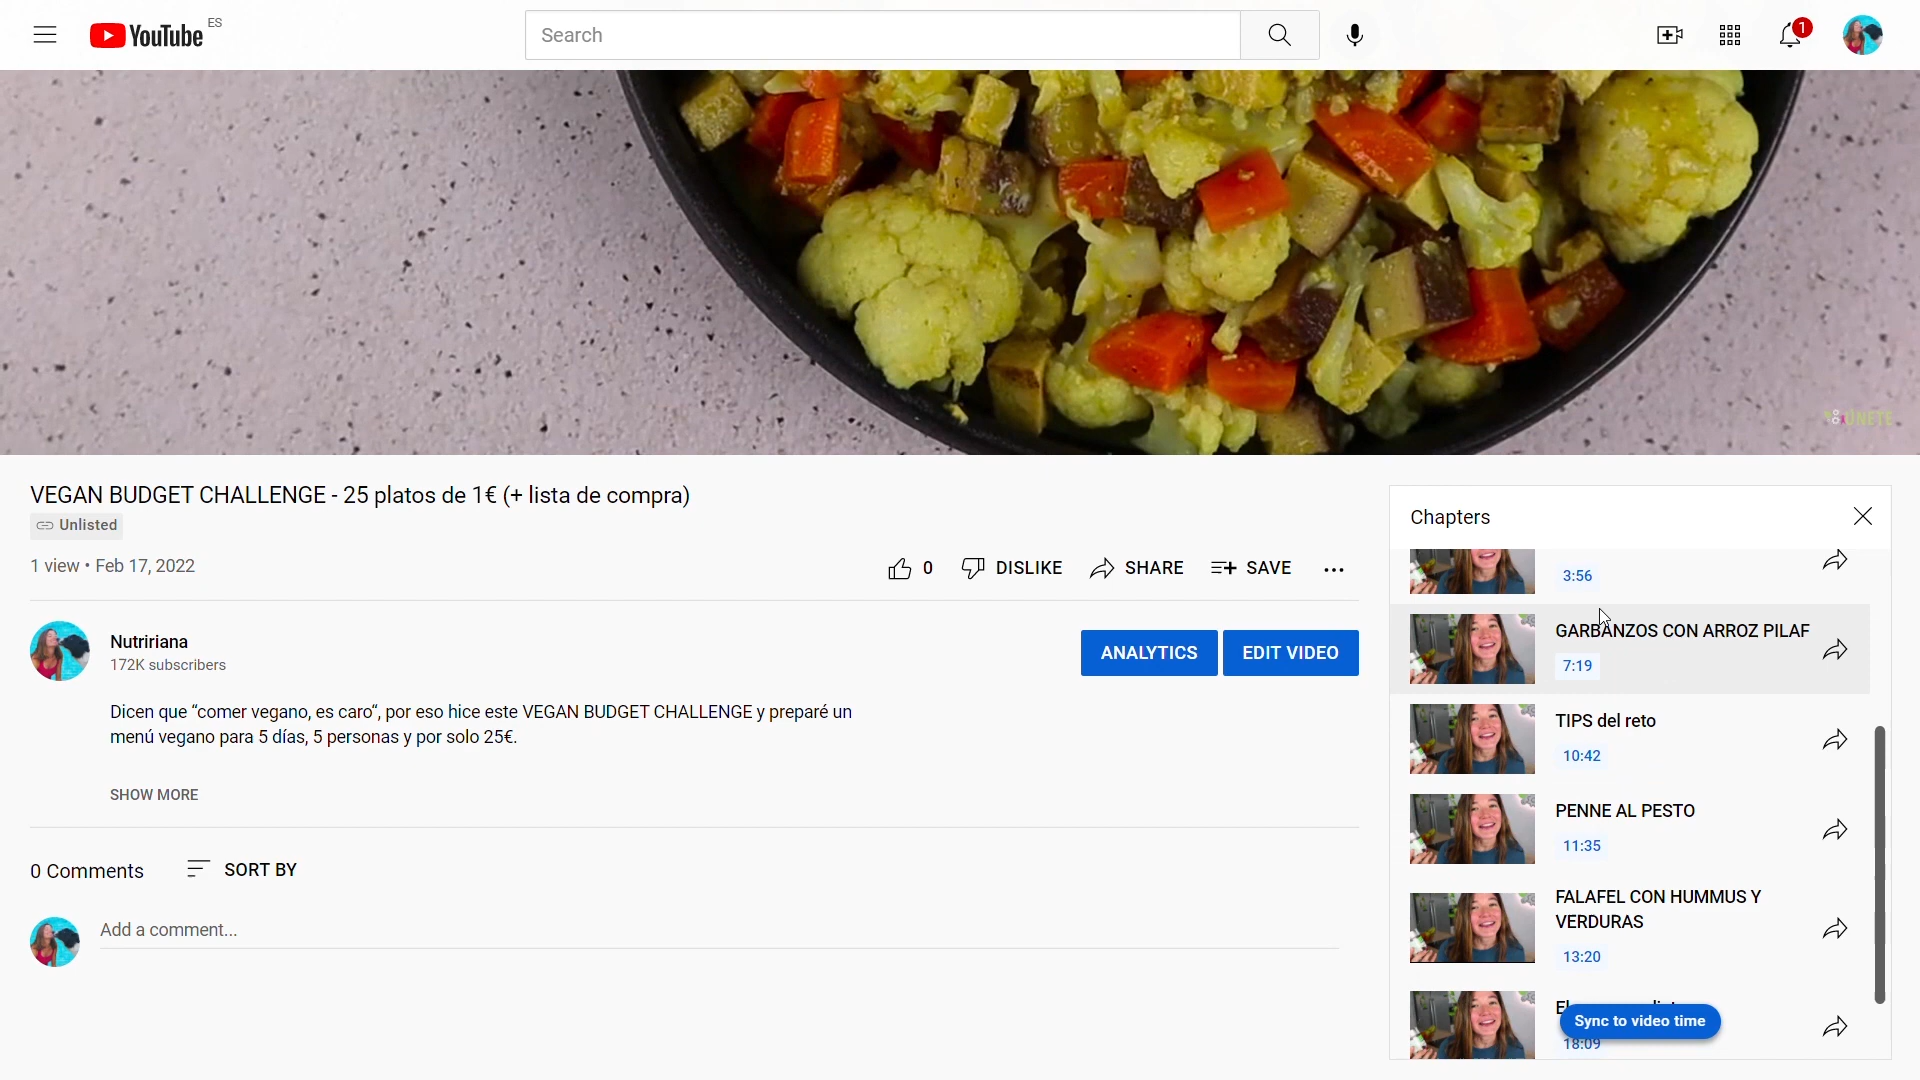 YouTube ES
Search
1
ÚNETE
VEGAN BUDGET CHALLENGE - 25 platos de 1€ (+ lista de compra)
Unlisted
1 view • Feb 17, 2022
0 DISLIKE SHARE SAVE
Nutririana
172K subscribers
ANALYTICS EDIT VIDEO
Dicen que “comer vegano, es caro“, por eso hice este VEGAN BUDGET CHALLENGE y preparé un
menú vegano para 5 días, 5 personas y por solo 25€.
SHOW MORE
0 Comments SORT BY
Add a comment...
Chapters
3:56
GARBANZOS CON ARROZ PILAF
7:19
TIPS del reto
10:42
PENNE AL PESTO
11:35
FALAFEL CON HUMMUS Y
VERDURAS
13:20
Sync to video time
18:09